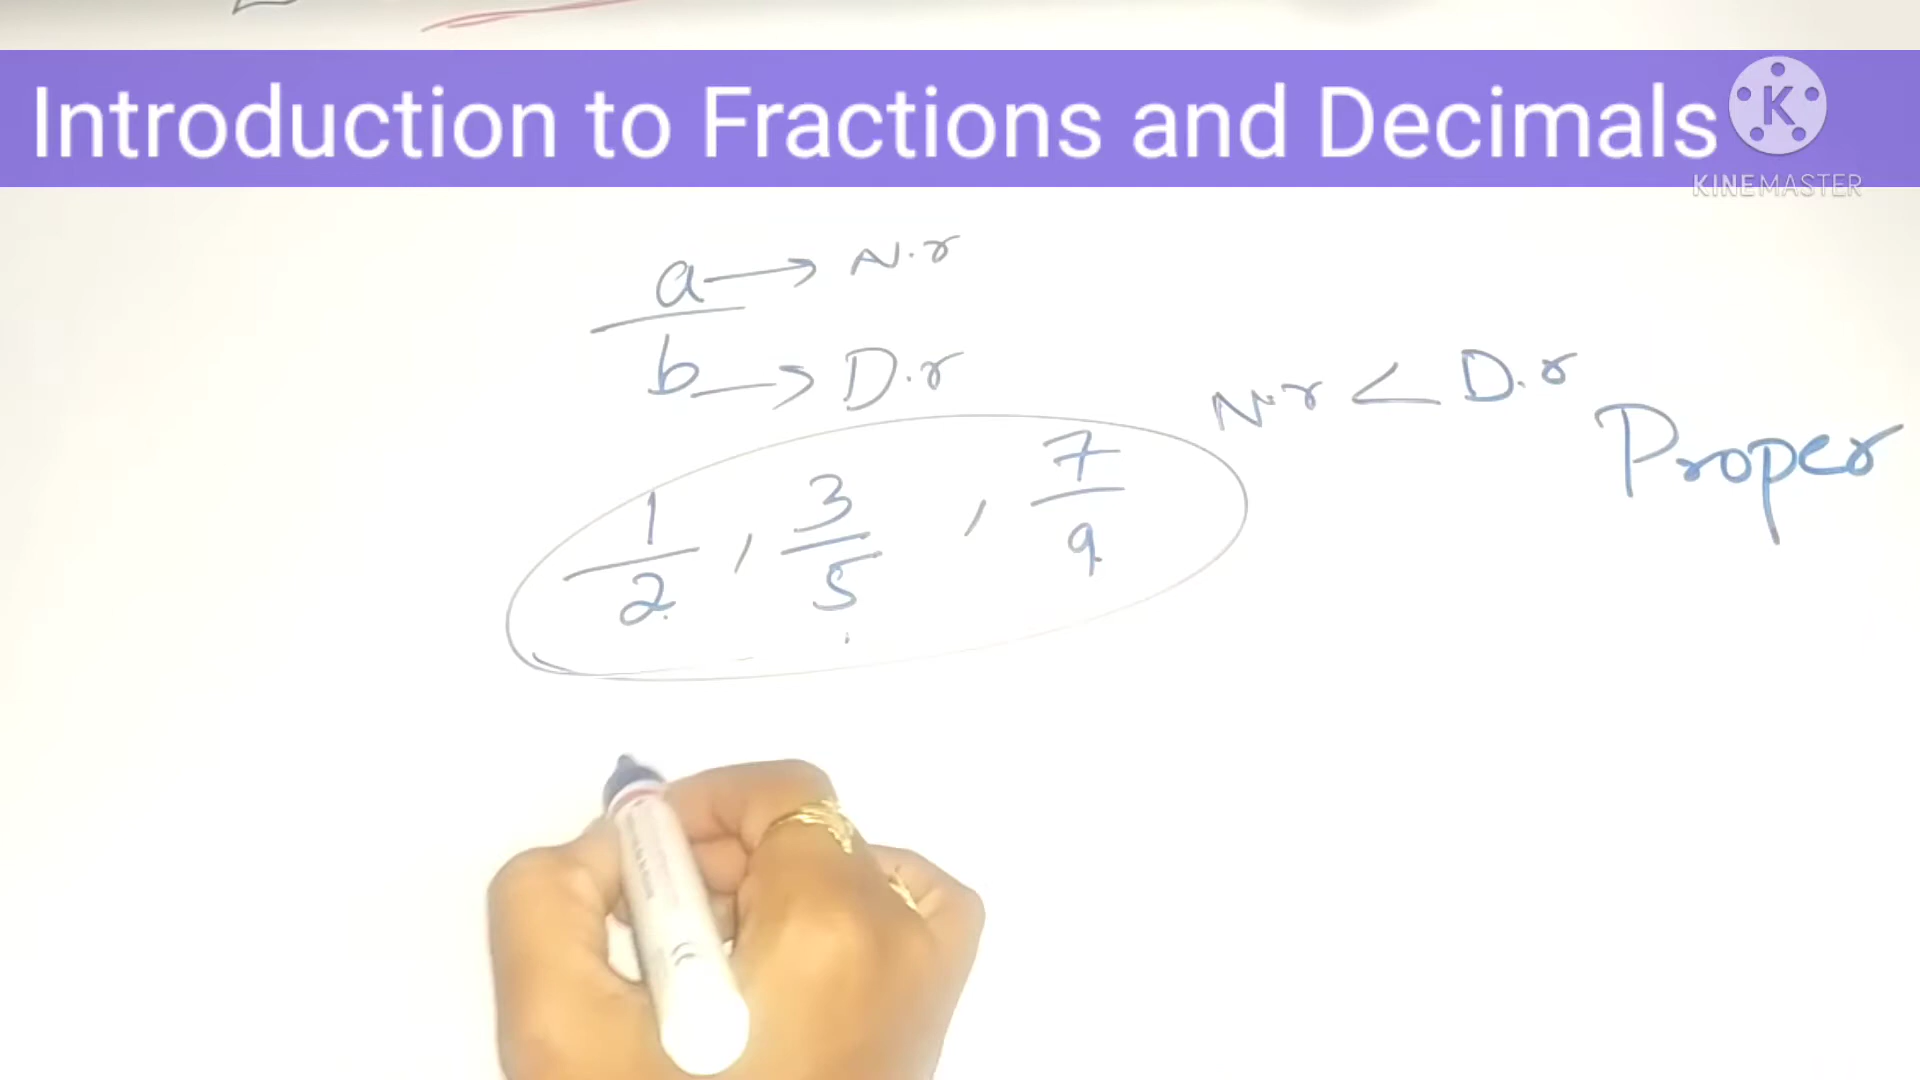 Introduction to Fractions and Decimals
K
KINEMASTER
a → N.r
b → D.r
N.r < D.r
Proper
1/2 , 3/5 , 7/9